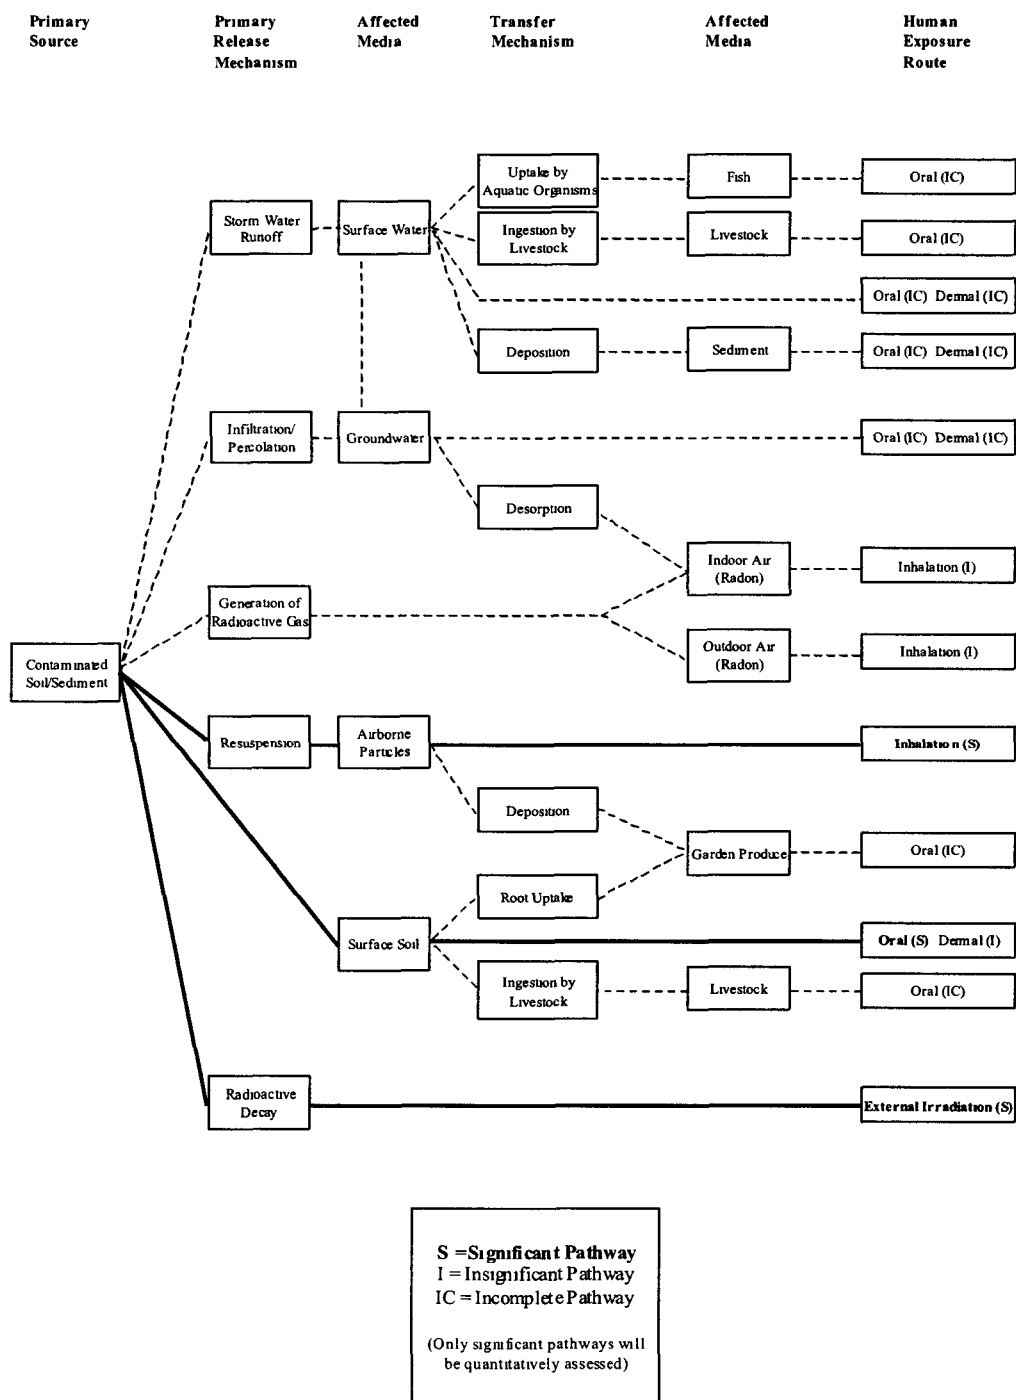 Primary
Source
Primary
Release
Mechanism
Affected
Media
Transfer
Mechanism
Affected
Media
Human
Exposure
Route
Uptake by
Aquatic Organisms
Fish
Oral (IC)
Storm Water
Runoff
Surface Water
Ingestion by
Livestock
Livestock
Oral (IC)
Oral (IC) Dermal (IC)
Deposition
Sediment
Oral (IC) Dermal (IC)
Infiltration/
Percolation
Groundwater
Oral (IC) Dermal (IC)
Desorption
Indoor Air
(Radon)
Inhalation (I)
Generation of
Radioactive Gas
Outdoor Air
(Radon)
Inhalation (I)
Contaminated
Soil/Sediment
Resuspension
Airborne
Particles
Inhalation (S)
Deposition
Garden Produce
Oral (IC)
Root Uptake
Surface Soil
Oral (S) Dermal (I)
Ingestion by
Livestock
Livestock
Oral (IC)
Radioactive
Decay
External Irradiation (S)
S =Significant Pathway
I = Insignificant Pathway
IC = Incomplete Pathway
(Only significant pathways will
be quantitatively assessed)